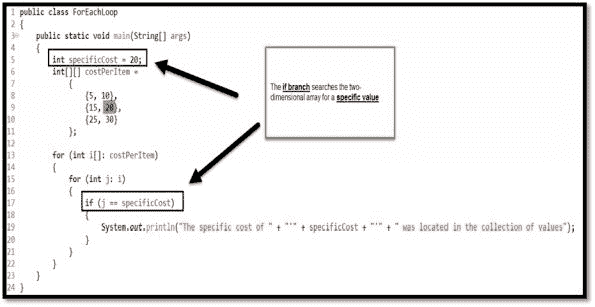 1 public class ForEachLoop
2 {
3 public static void main(String[] args)
4 {
5 int specificCost = 20;
6 int[][] costPerItem =
7 {
8 {5, 10},
9 {15, 20},
10 {25, 30}
11 };
12
13 for (int i[]: costPerItem)
14 {
15 for (int j: i)
16 {
17 if (j == specificCost)
18 {
19 System.out.println("The specific cost of " + "'" + specificCost + "'" + " was located in the collection of values");
20 }
21 }
22 }
23 }
24 }
The if branch searches the two-
dimensional array for a specific value